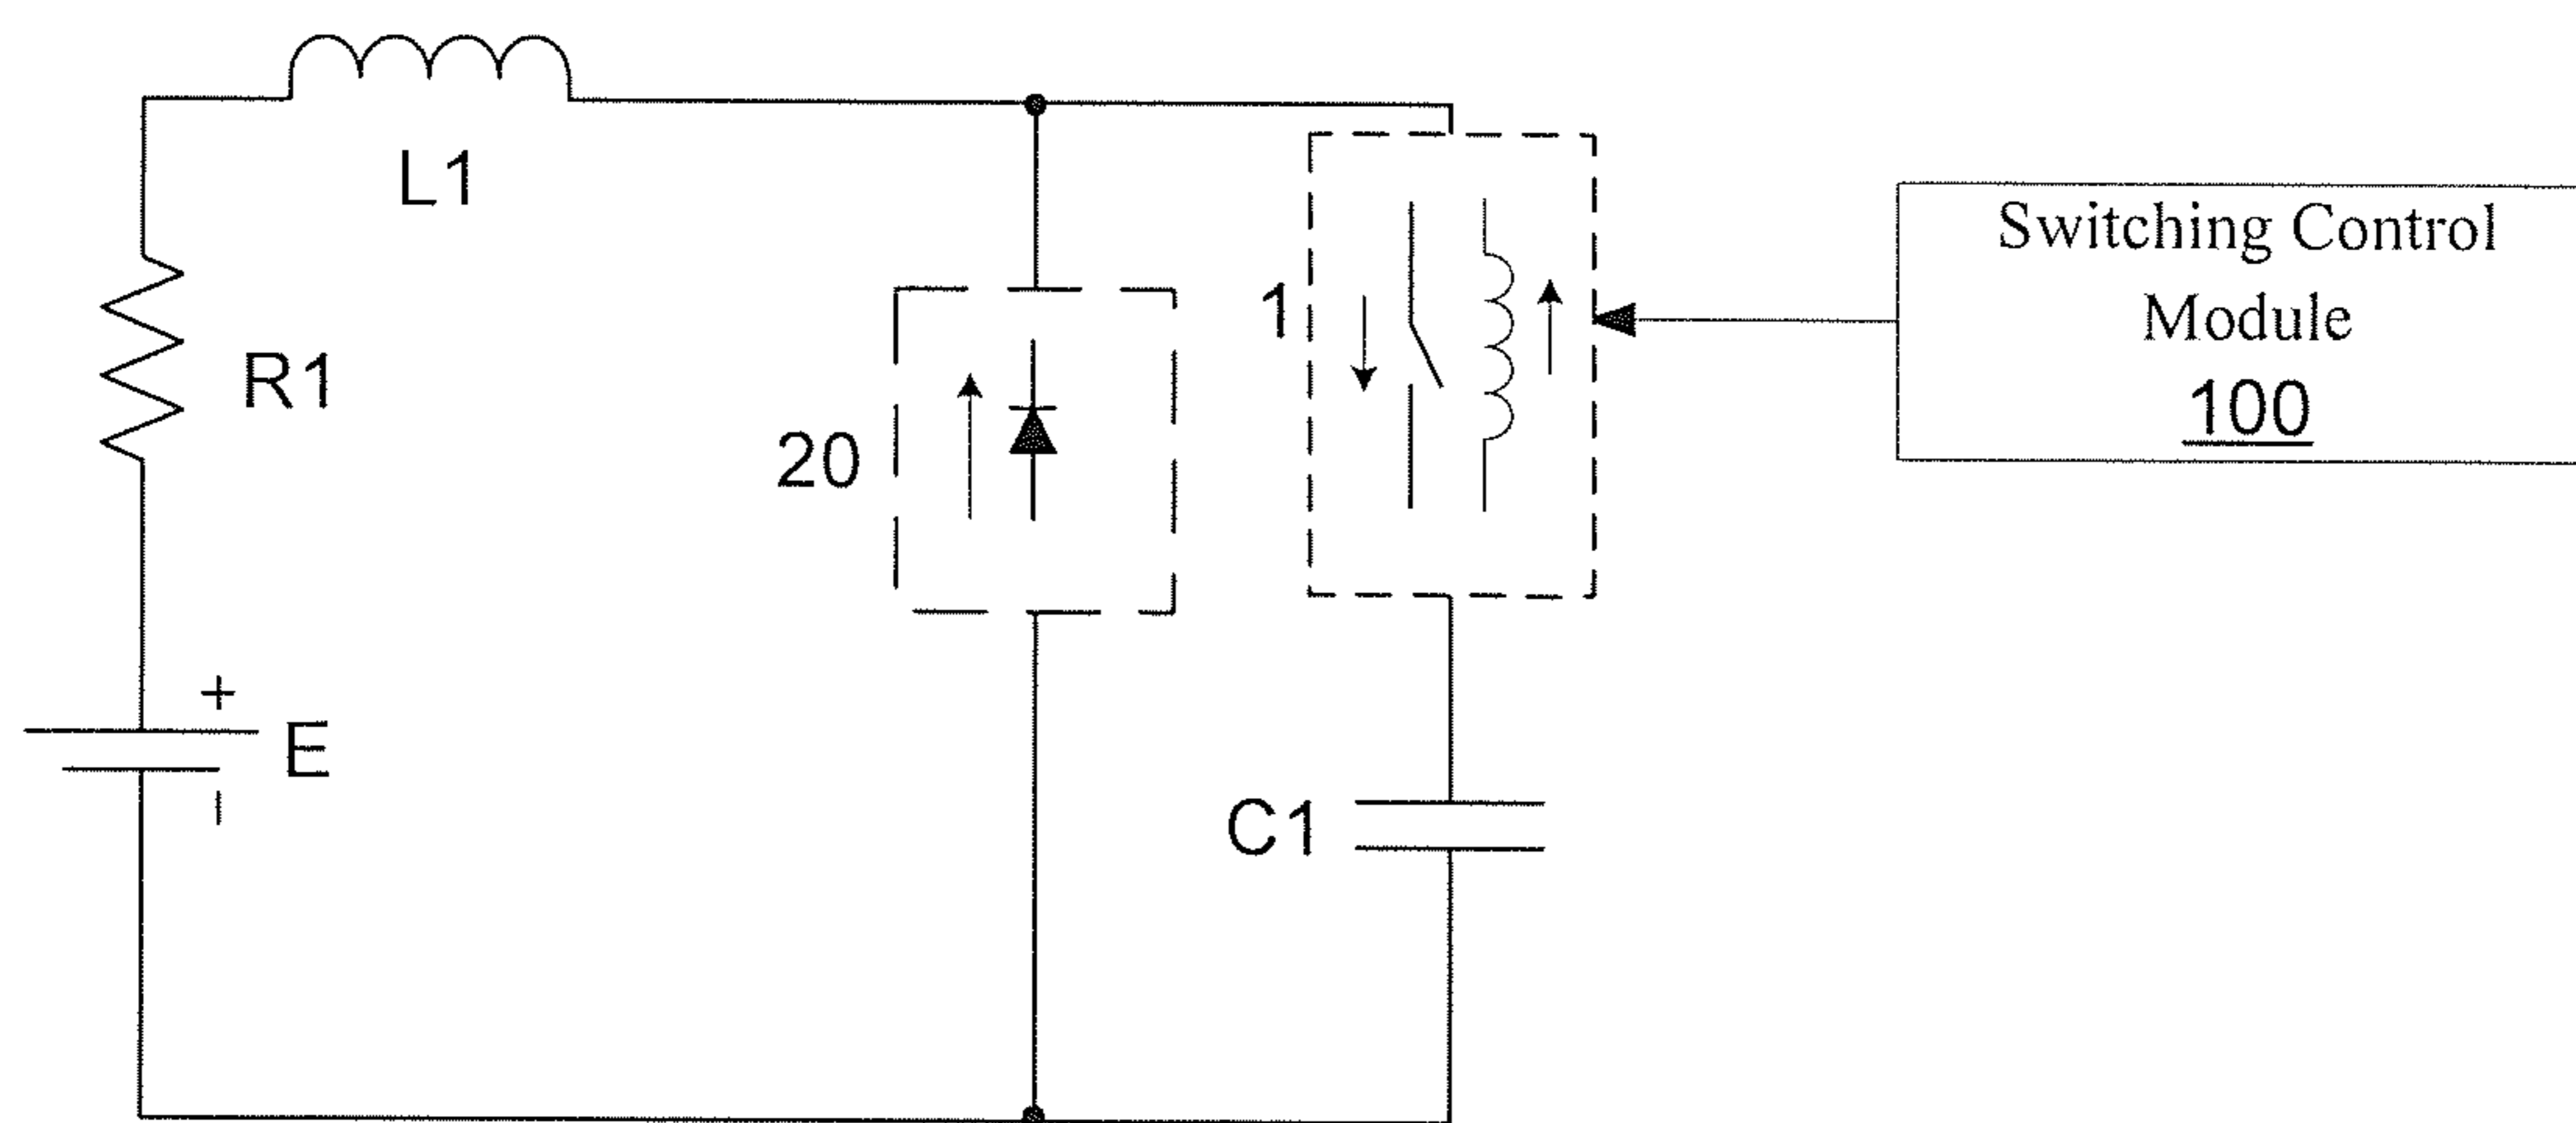 L1
R1
1
Switching Control
Module
100
20
+
E
-
C1